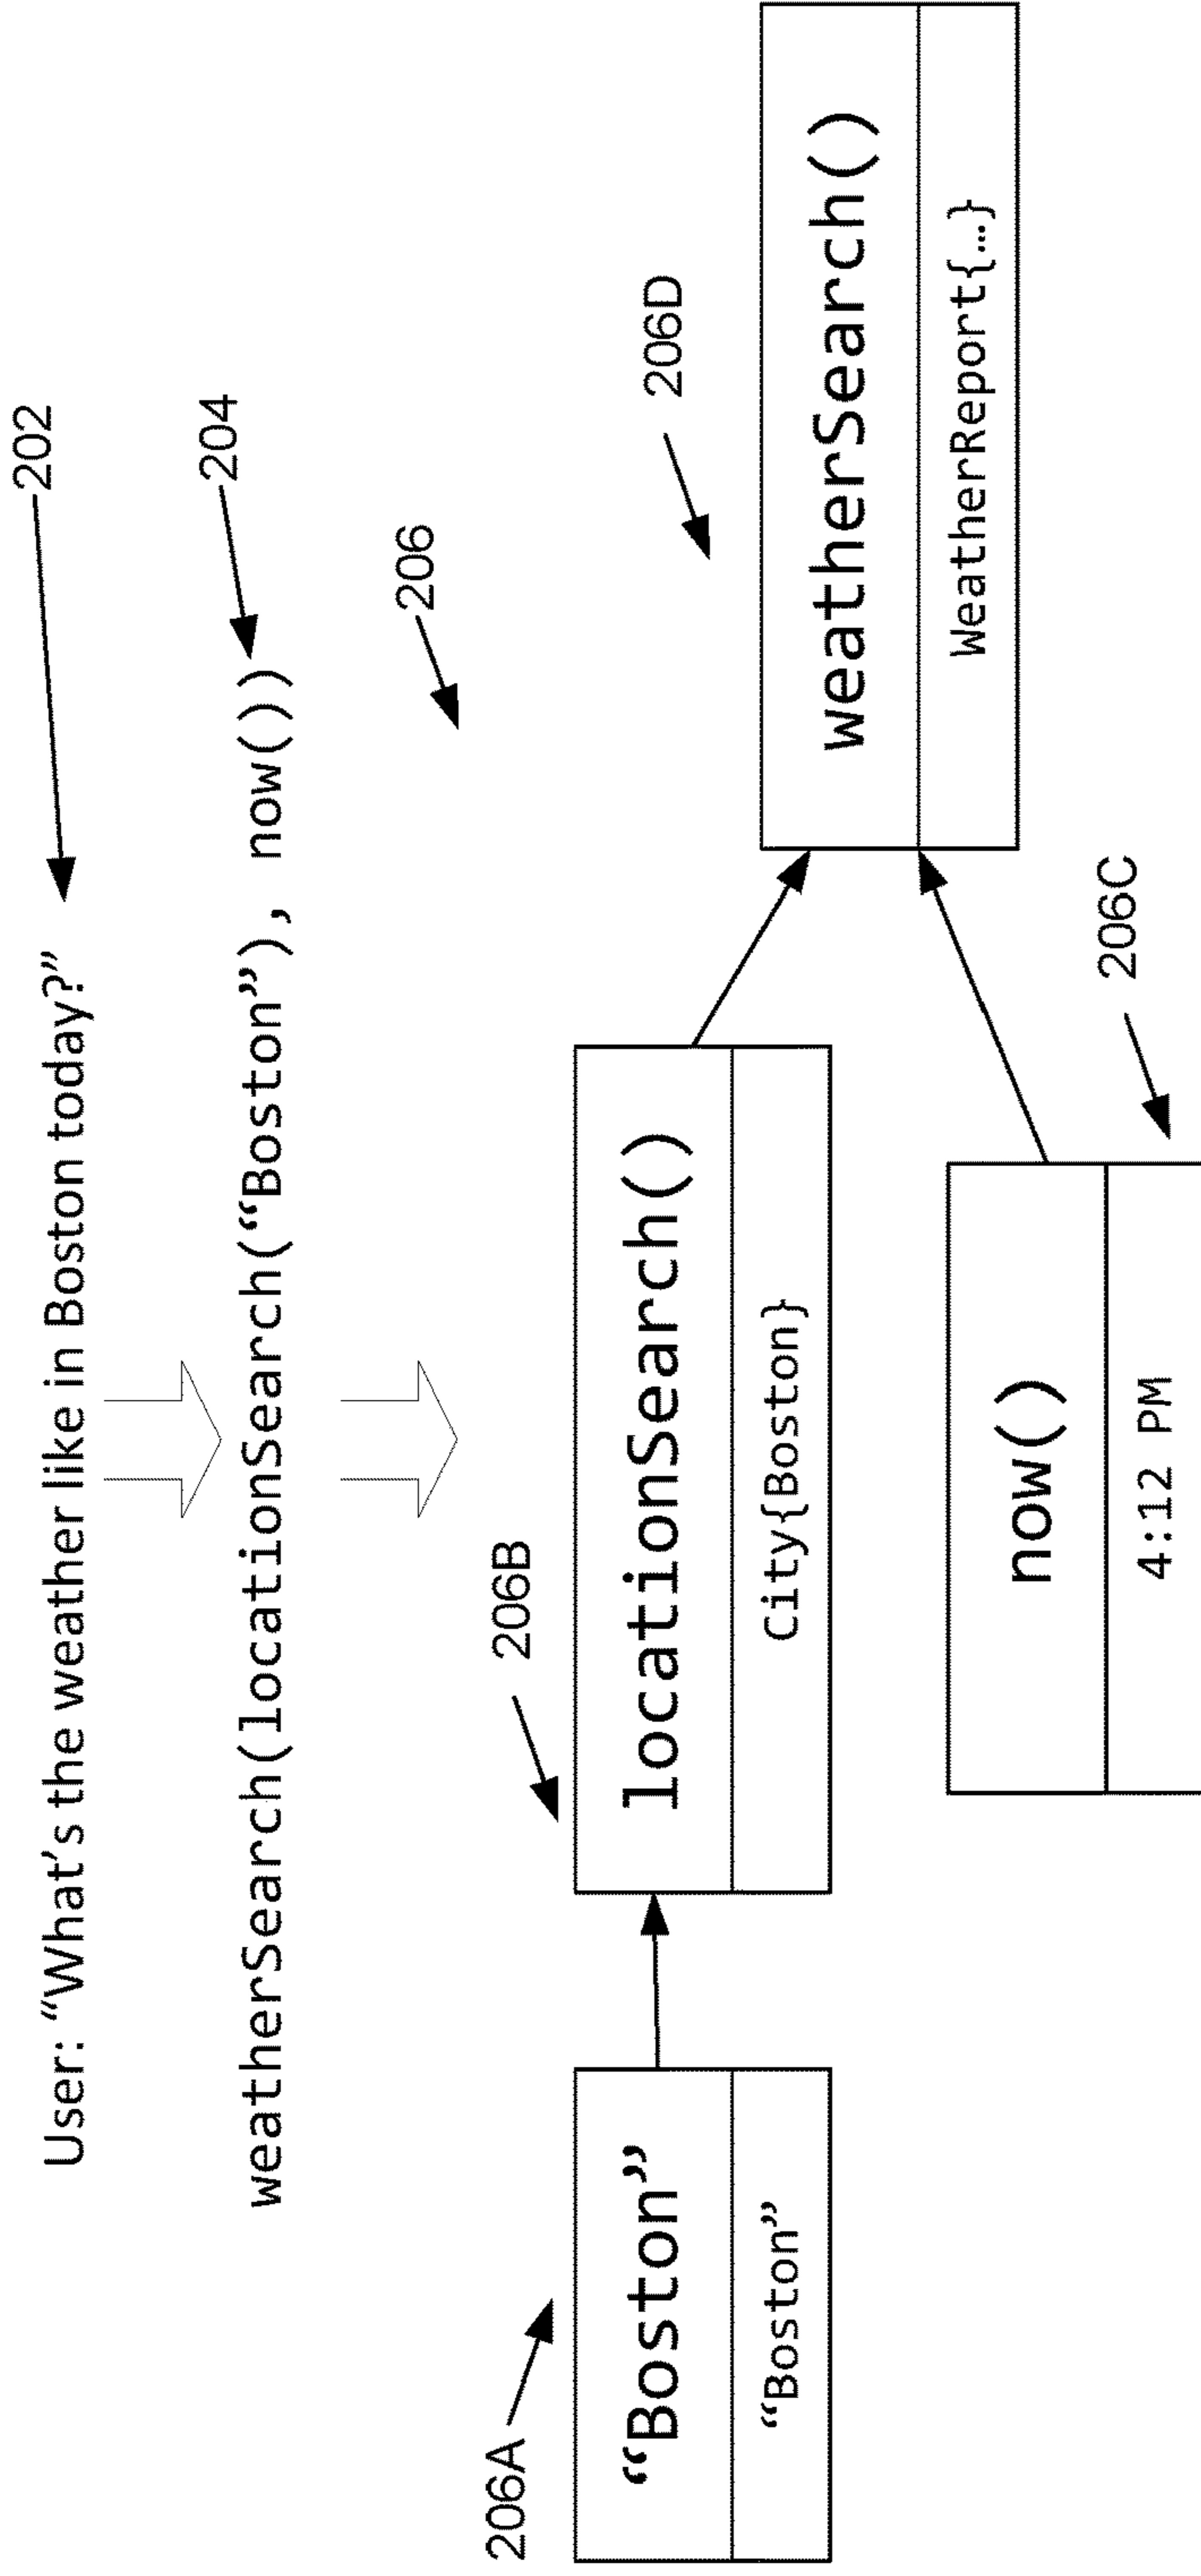 202
User: “What’s the weather like in Boston today?”
204
weatherSearch(locationSearch(“Boston”), now())
206
206A
“Boston”
“Boston”
206B
locationSearch()
City{Boston}
206D
weatherSearch()
WeatherReport{…}
206C
now()
4:12 PM